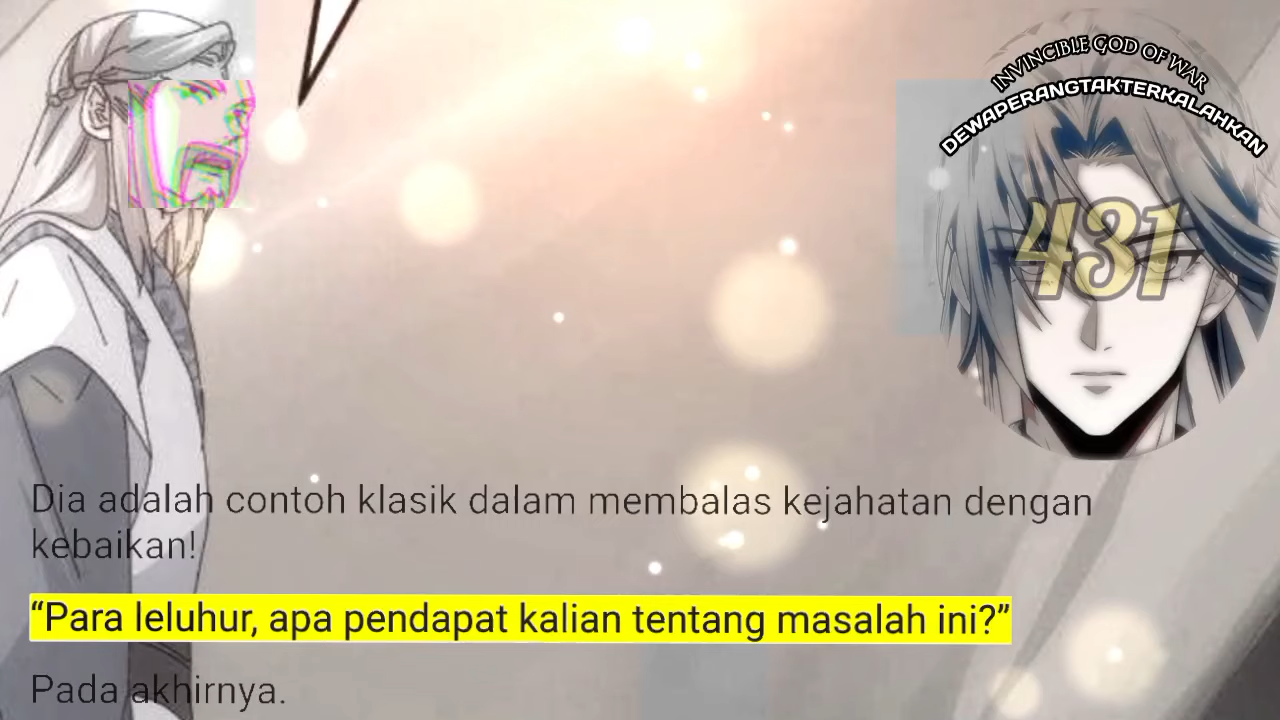 INVINCIBLE GOD OF WAR
DEWAPERANGTAKTERKALAHKAN
431
Dia adalah contoh klasik dalam membalas kejahatan dengan
kebaikan!
“Para leluhur, apa pendapat kalian tentang masalah ini?”
Pada akhirnya.